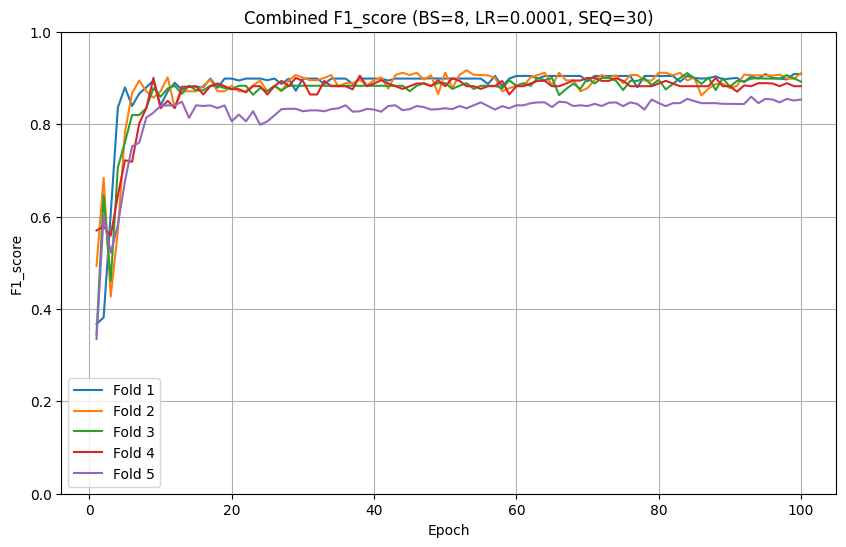 Combined F1_score (BS=8, LR=0.0001, SEQ=30)
1.0
0.8
0.6
0.4
0.2
0.0
F1_score
Fold 1
Fold 2
Fold 3
Fold 4
Fold 5
0 20 40 60 80 100
Epoch